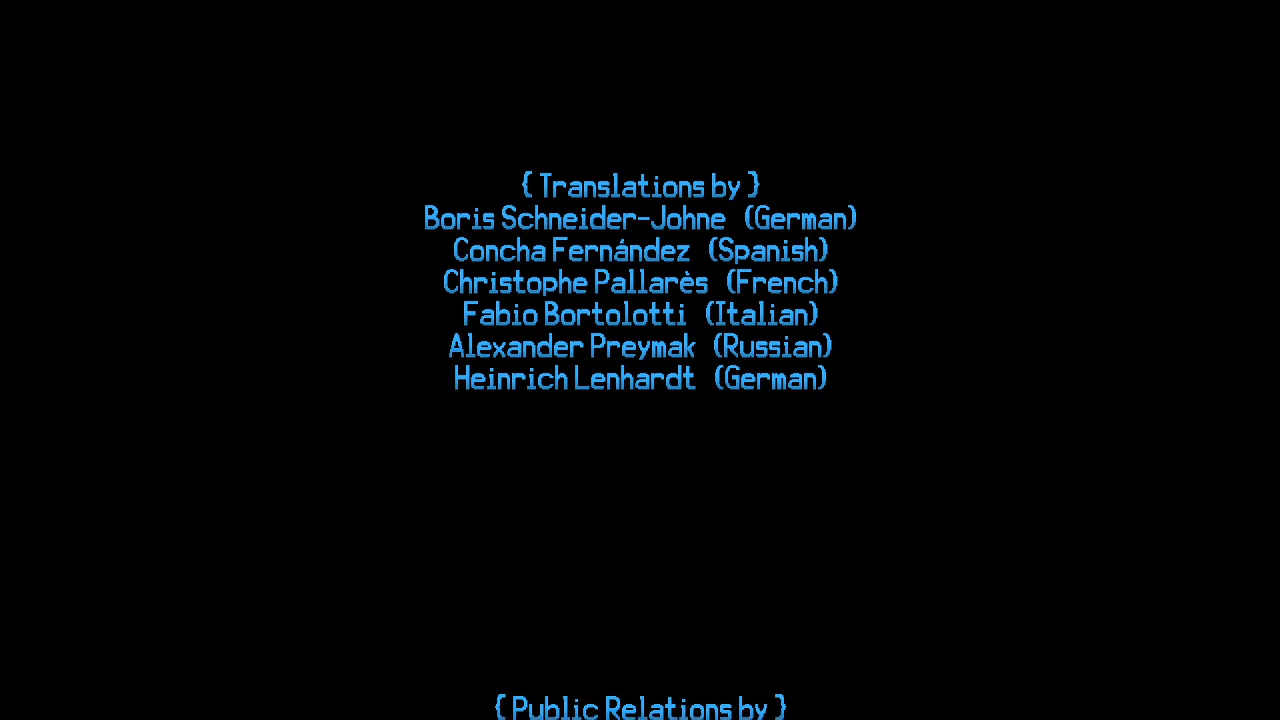 { Translations by }
Boris Schneider-Johne (German)
Concha Fernández (Spanish)
Christophe Pallarès (French)
Fabio Bortolotti (Italian)
Alexander Preymak (Russian)
Heinrich Lenhardt (German)
{ Public Relations by }